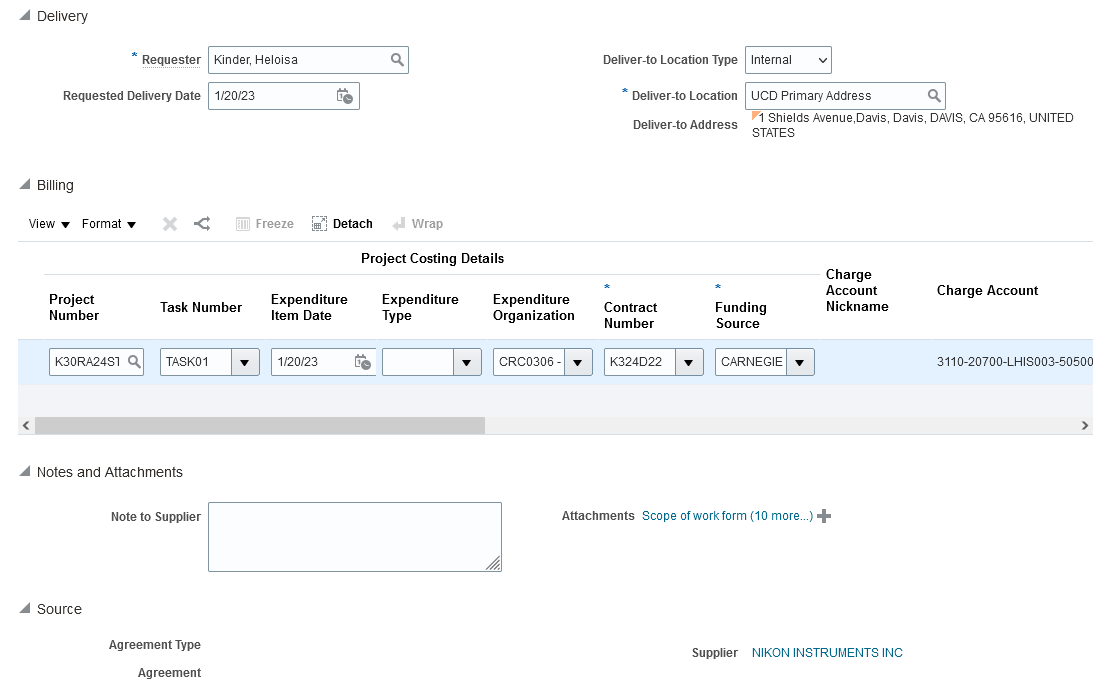 Delivery
* Requester Kinder, Heloisa
Deliver-to Location Type Internal
Requested Delivery Date 1/20/23
* Deliver-to Location UCD Primary Address
Deliver-to Address 1 Shields Avenue,Davis, Davis, DAVIS, CA 95616, UNITED
STATES
Billing
View Format Freeze Detach Wrap
Project Costing Details
Project
Number
Task Number
Expenditure
Item Date
Expenditure
Type
Expenditure
Organization
*
Contract
Number
*
Funding
Source
Charge
Account
Nickname
Charge Account
K30RA24ST TASK01 1/20/23 CRC0306 - K324D22 CARNEGIE 3110-20700-LHIS003-50500
Notes and Attachments
Note to Supplier
Attachments Scope of work form (10 more...)
Source
Agreement Type
Supplier NIKON INSTRUMENTS INC
Agreement